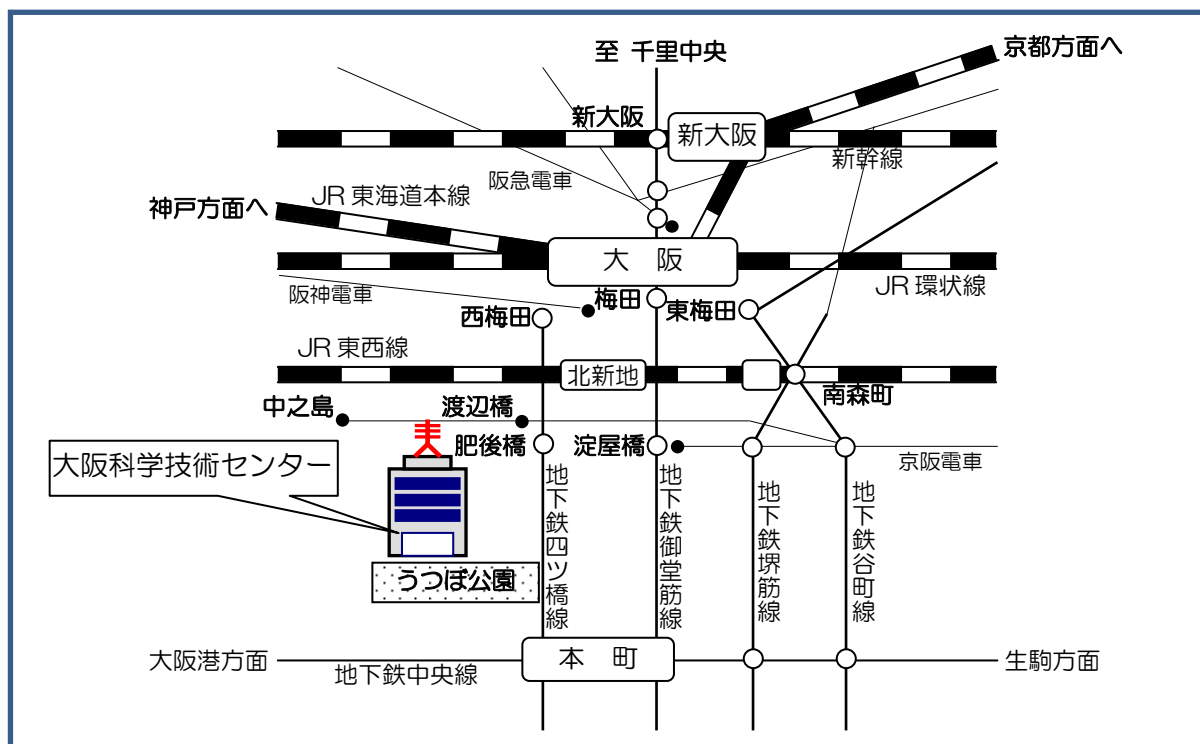 至 千里中央
京都方面へ
新大阪
新大阪
新幹線
阪急電車
JR 東海道本線
神戸方面へ
大 阪
JR 環状線
阪神電車
梅田
東梅田
西梅田
JR 東西線
北新地
南森町
中之島
渡辺橋
肥後橋
淀屋橋
京阪電車
大阪科学技術センター
地下鉄四ツ橋線
地下鉄御堂筋線
地下鉄堺筋線
地下鉄谷町線
うつぼ公園
本 町
大阪港方面
地下鉄中央線
生駒方面